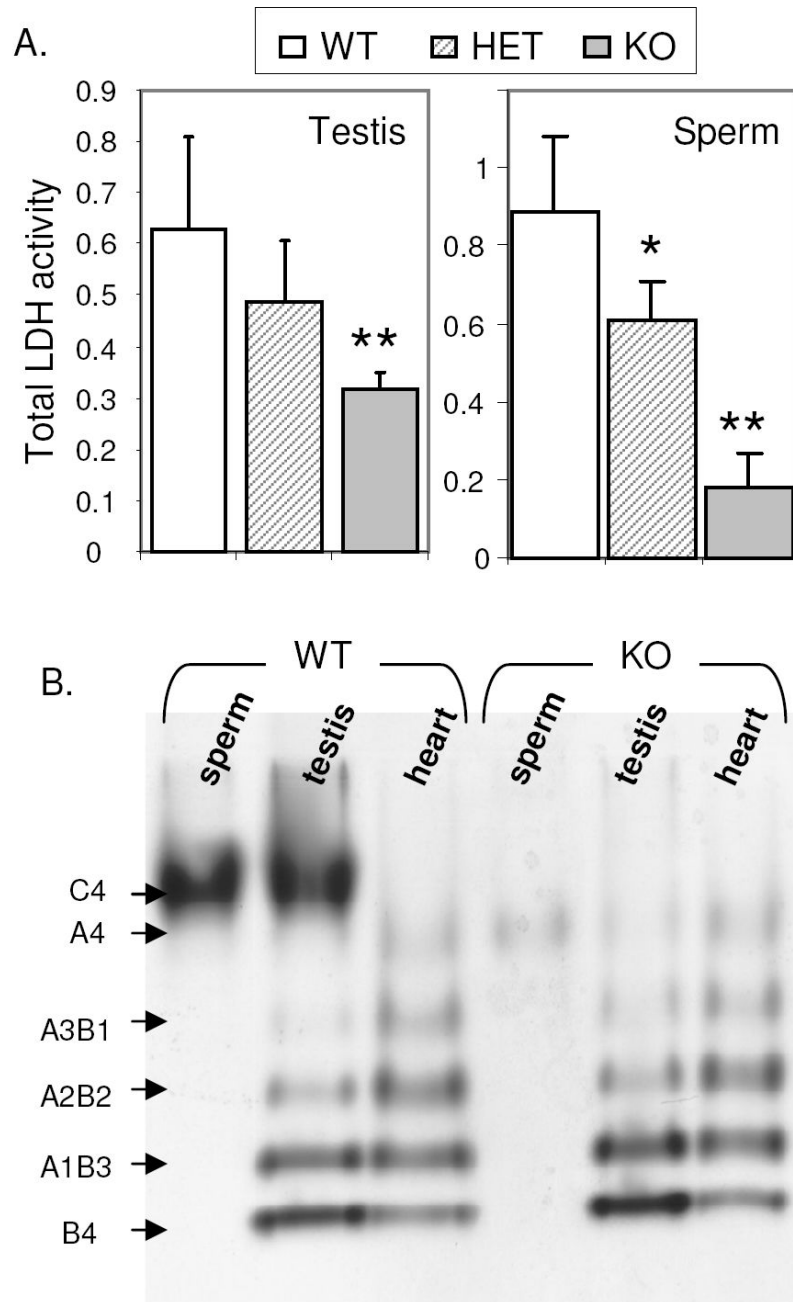 A.
WT HET KO
Testis
Sperm
Total LDH activity
0.9
0.8
0.7
0.6
0.5
0.4
0.3
0.2
0.1
0
1
0.8
0.6
0.4
0.2
0
**
*
**
B.
WT
KO
sperm
testis
heart
sperm
testis
heart
C4
A4
A3B1
A2B2
A1B3
B4